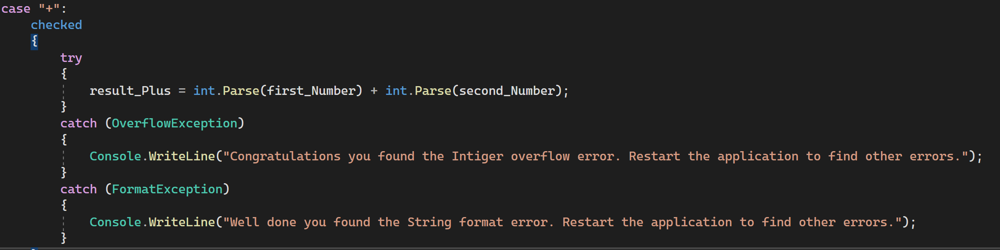 case "+":
checked
{
try
{
result_Plus = int.Parse(first_Number) + int.Parse(second_Number);
}
catch (OverflowException)
{
Console.WriteLine("Congratulations you found the Intiger overflow error. Restart the application to find other errors.");
}
catch (FormatException)
{
Console.WriteLine("Well done you found the String format error. Restart the application to find other errors.");
}